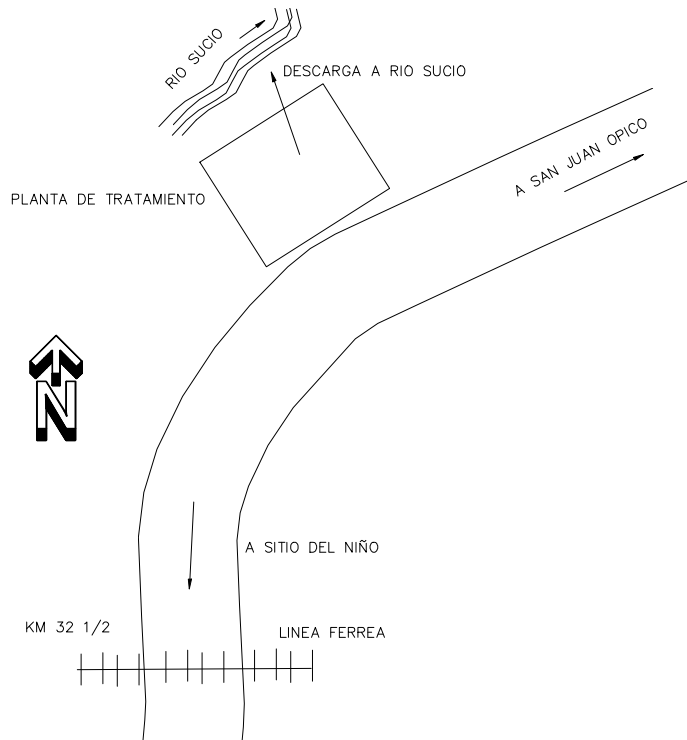 RIO SUCIO
DESCARGA A RIO SUCIO
A SAN JUAN OPICO
PLANTA DE TRATAMIENTO
N
A SITIO DEL NIÑO
KM 32 1/2
LINEA FERREA